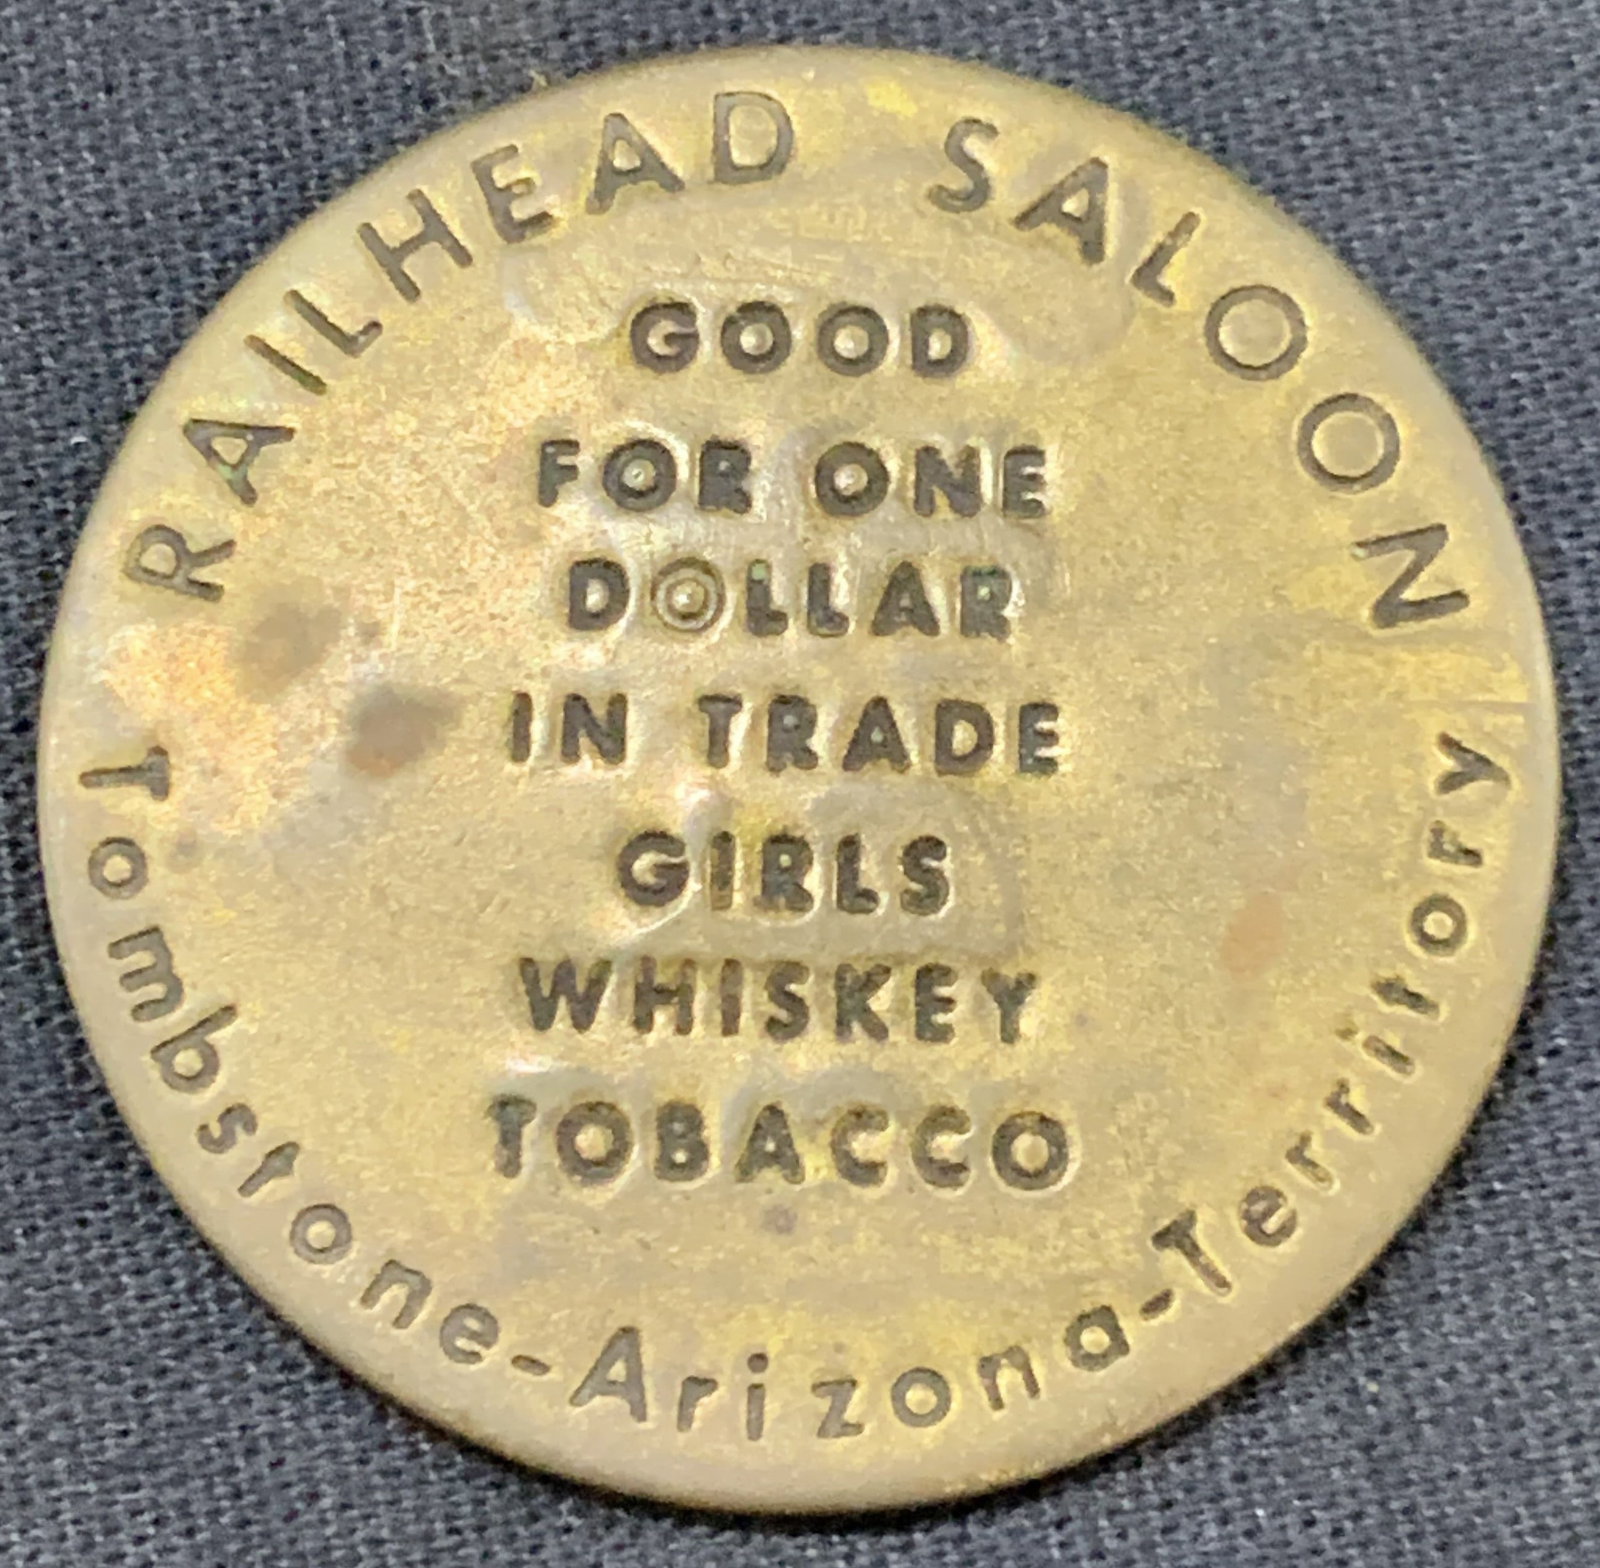 RAILHEAD SALOON
GOOD
FOR ONE
DOLLAR
IN TRADE
GIRLS
WHISKEY
TOBACCO
Tombstone-Arizona-Territory